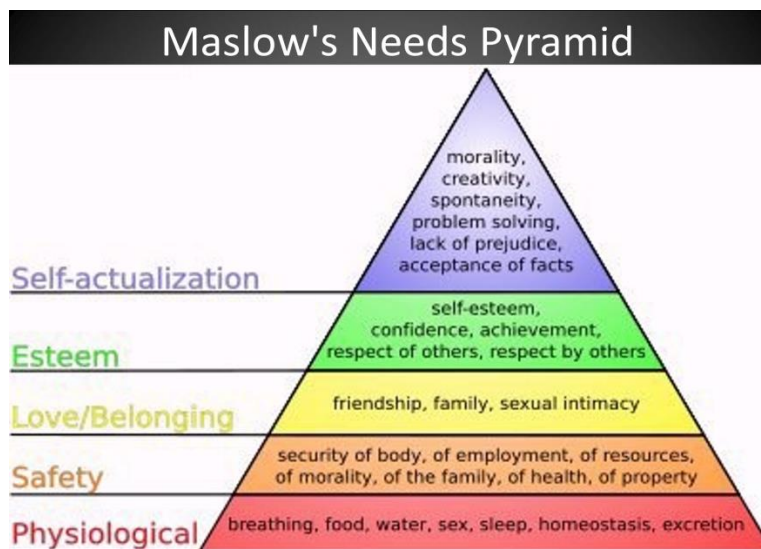 Maslow's Needs Pyramid
morality,
creativity,
spontaneity,
problem solving,
lack of prejudice,
acceptance of facts
Self-actualization
self-esteem,
confidence, achievement,
respect of others, respect by others
Esteem
friendship, family, sexual intimacy
Love/Belonging
security of body, of employment, of resources,
of morality, of the family, of health, of property
Safety
breathing, food, water, sex, sleep, homeostasis, excretion
Physiological